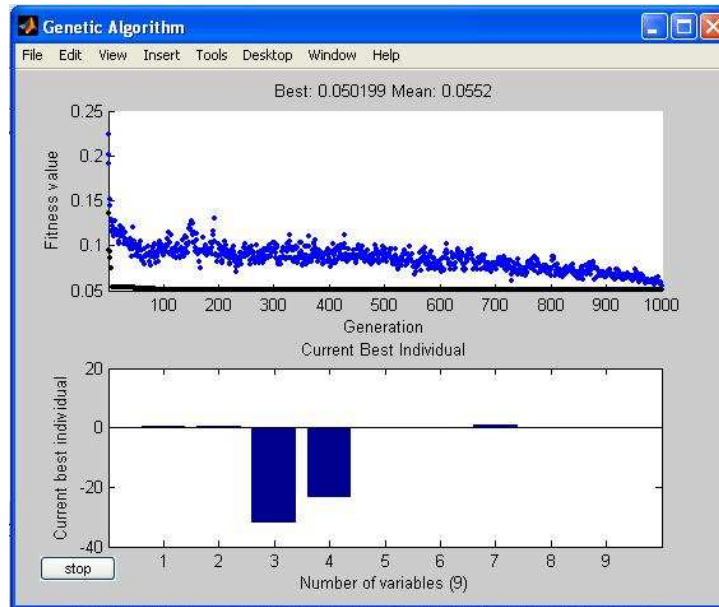 Genetic Algorithm
File Edit View Insert Tools Desktop Window Help
Best: 0.050199 Mean: 0.0552
Fitness value
0.25
0.2
0.15
0.1
0.05
100 200 300 400 500 600 700 800 900 1000
Generation
Current Best Individual
Current best individual
20
0
-20
-40
1 2 3 4 5 6 7 8 9
Number of variables (9)
stop